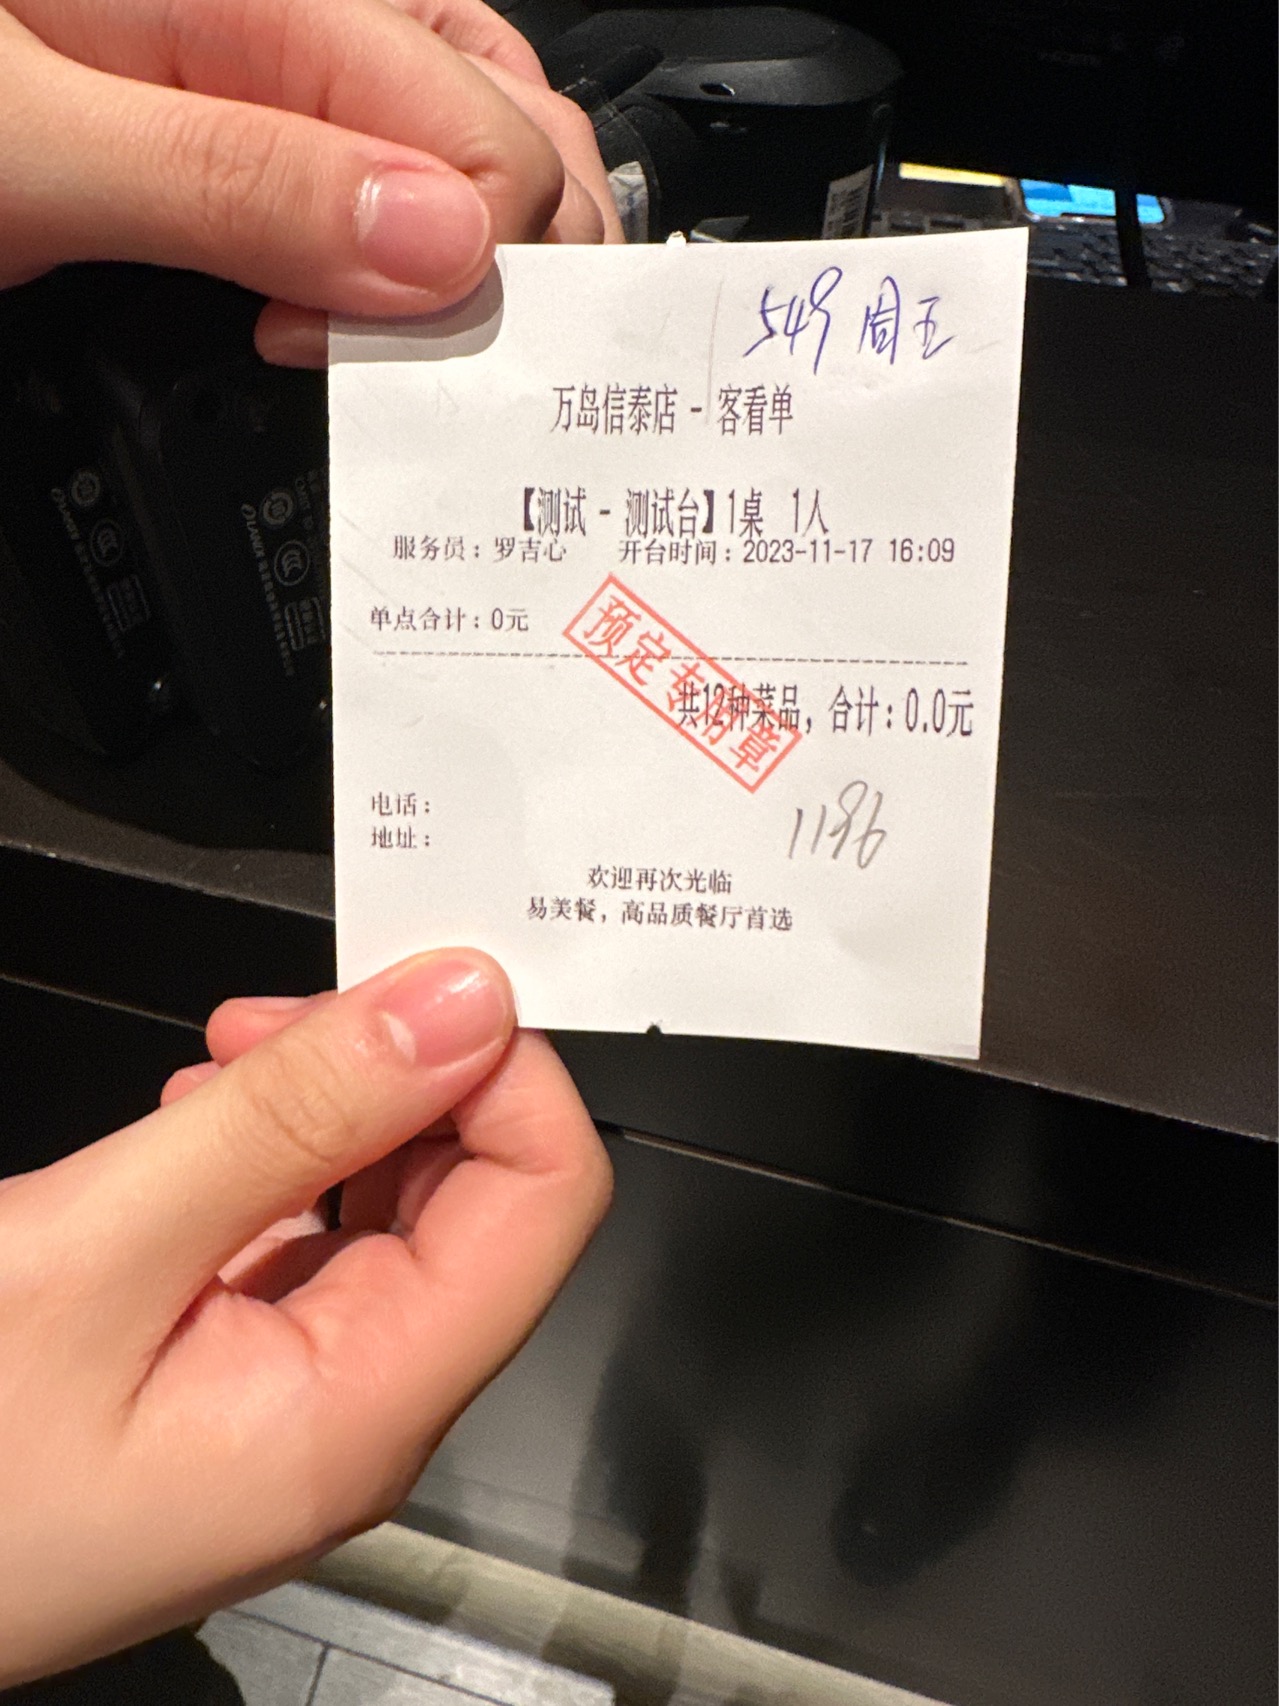 549 周五
万岛信泰店 - 客看单
【测试 - 测试台】1桌 1人
服务员：罗吉心 开台时间：2023-11-17 16:09
单点合计：0元
预定专用章
共12种菜品，合计：0.0元
1196
电话：
地址：
欢迎再次光临
易美餐，高品质餐厅首选